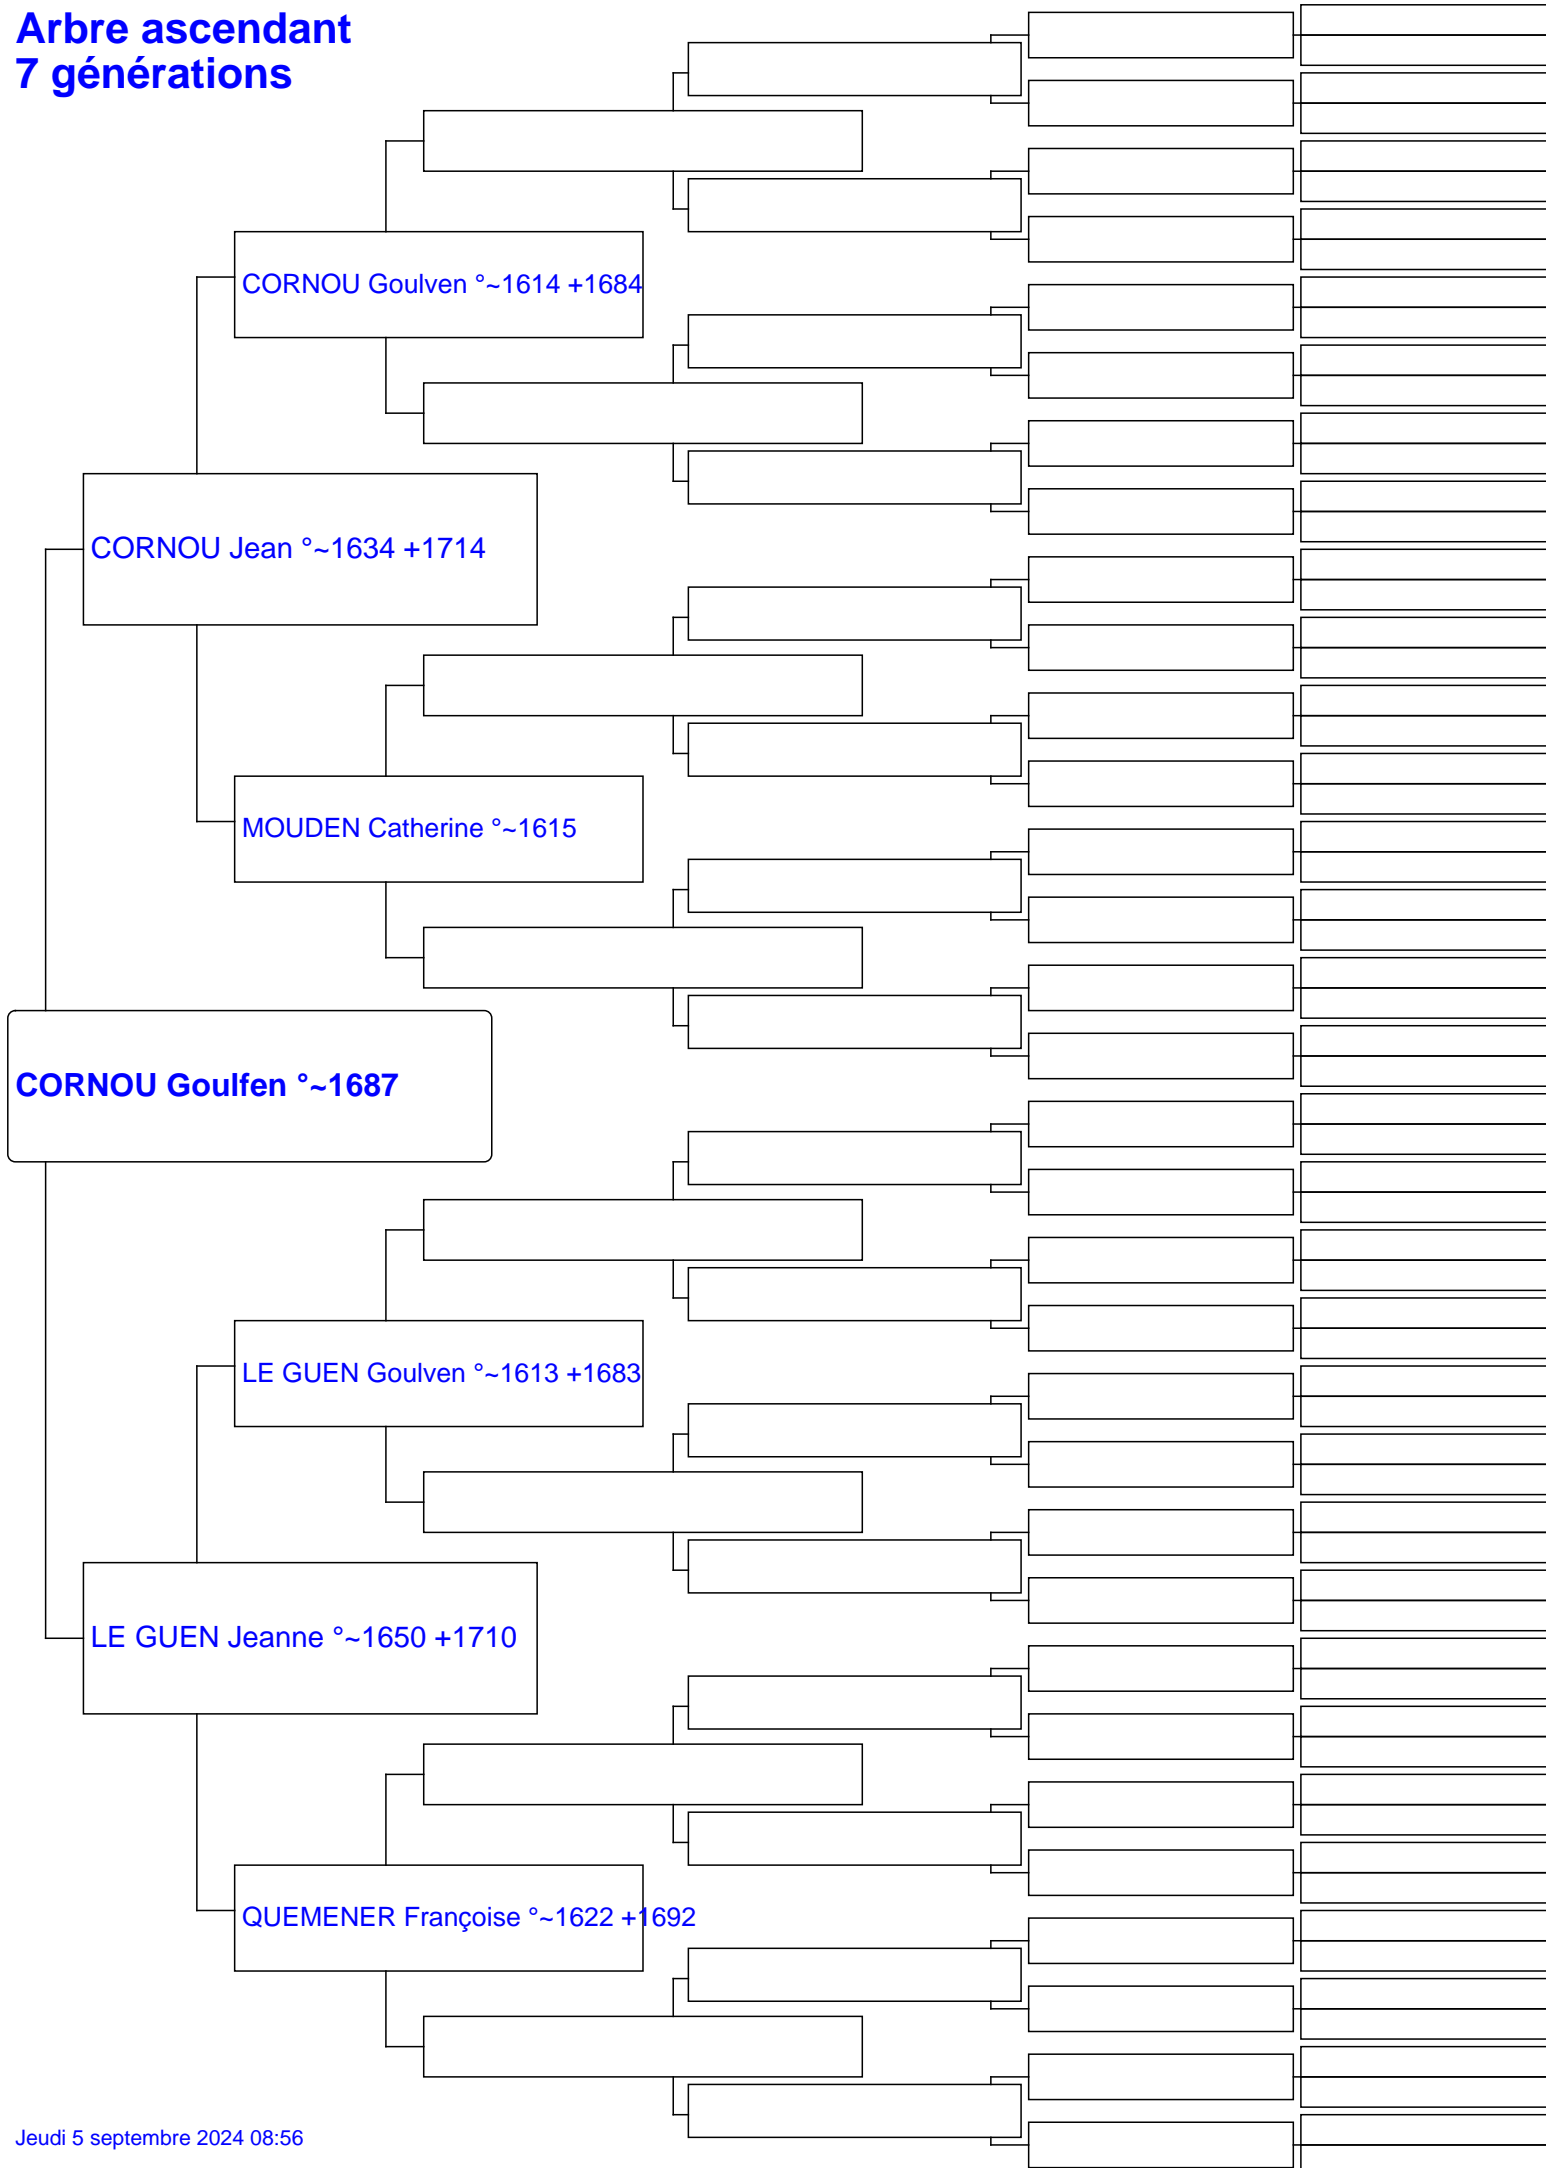 Arbre ascendant
7 générations
CORNOU Goulven °~1614 +1684
CORNOU Jean °~1634 +1714
MOUDEN Catherine °~1615
CORNOU Goulfen °~1687
LE GUEN Goulven °~1613 +1683
LE GUEN Jeanne °~1650 +1710
QUEMENER Françoise °~1622 +1692
Jeudi 5 septembre 2024 08:56